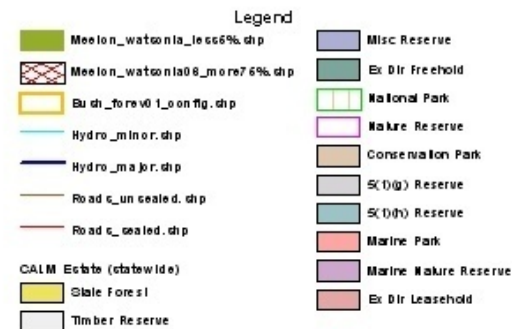 Legend
Meelon_watsonia_less5%.shp
Meelon_watsonia06_more75%.shp
Bush_forev01_config.shp
Hydro_minor.shp
Hydro_major.shp
Roads_unsealed.shp
Roads_sealed.shp
CALM Estate (statewide)
State Forest
Timber Reserve
Misc Reserve
Ex Dir Freehold
National Park
Nature Reserve
Conservation Park
5(1)(g) Reserve
5(1)(h) Reserve
Marine Park
Marine Nature Reserve
Ex Dir Leasehold